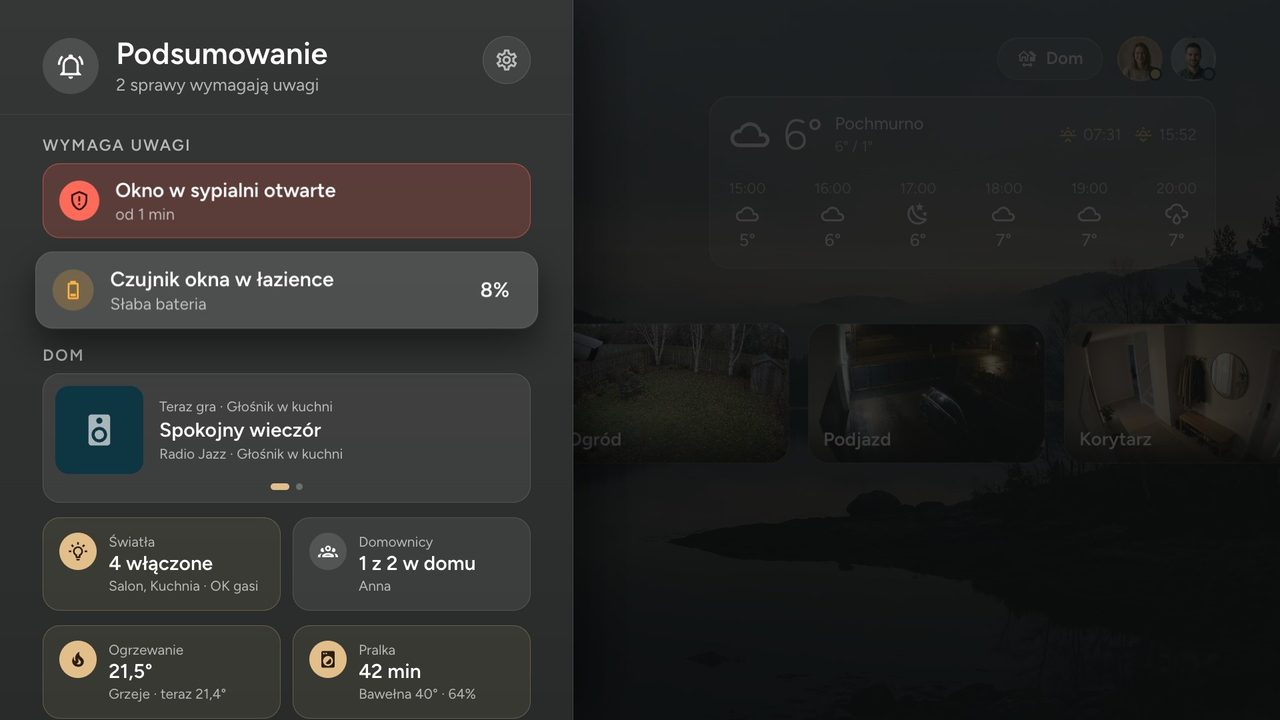 Podsumowanie
2 sprawy wymagają uwagi
WYMAGA UWAGI
Okno w sypialni otwarte
od 1 min
Czujnik okna w łazience
Słaba bateria
8%
DOM
Teraz gra · Głośnik w kuchni
Spokojny wieczór
Radio Jazz · Głośnik w kuchni
Światła
4 włączone
Salon, Kuchnia · OK gasi
Domownicy
1 z 2 w domu
Anna
Ogrzewanie
21,5°
Grzeje · teraz 21,4°
Pralka
42 min
Bawełna 40° · 64%
Dom
6°
Pochmurno
6° / 1°
07:31
15:52
15:00 16:00 17:00 18:00 19:00 20:00
5° 6° 6° 7° 7° 7°
Ogród
Podjazd
Korytarz